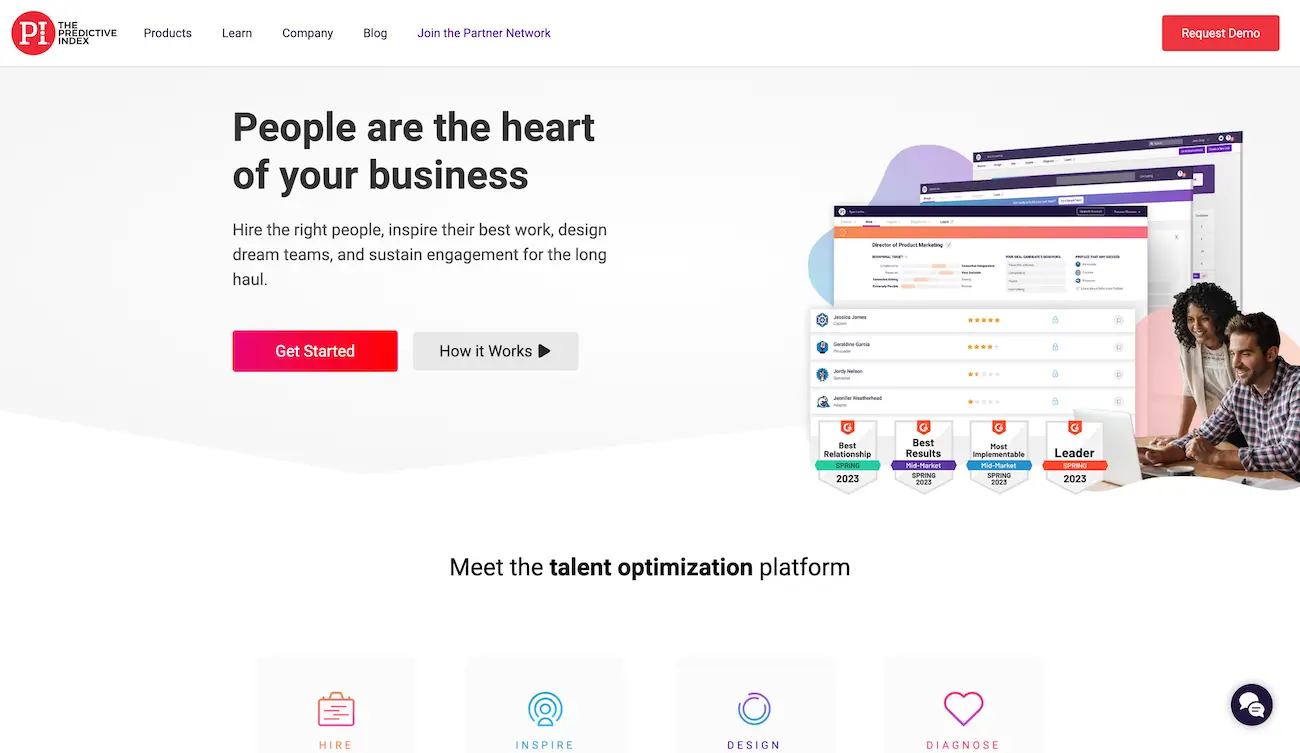 PI THE
PREDICTIVE
INDEX
Products
Learn
Company
Blog
Join the Partner Network
Request Demo
People are the heart
of your business
Hire the right people, inspire their best work, design
dream teams, and sustain engagement for the long
haul.
Get Started
How it Works
Director of Product Marketing
Jessica James
Captain
Geraldine Garcia
Persuader
Jordy Nelson
Specialist
Jennifer Weatherhead
Adapter
Best
Relationship
SPRING
2023
Best
Results
Mid-Market
SPRING
2023
Most
Implementable
Mid-Market
SPRING
2023
Leader
SPRING
2023
Meet the talent optimization platform
HIRE
INSPIRE
DESIGN
DIAGNOSE